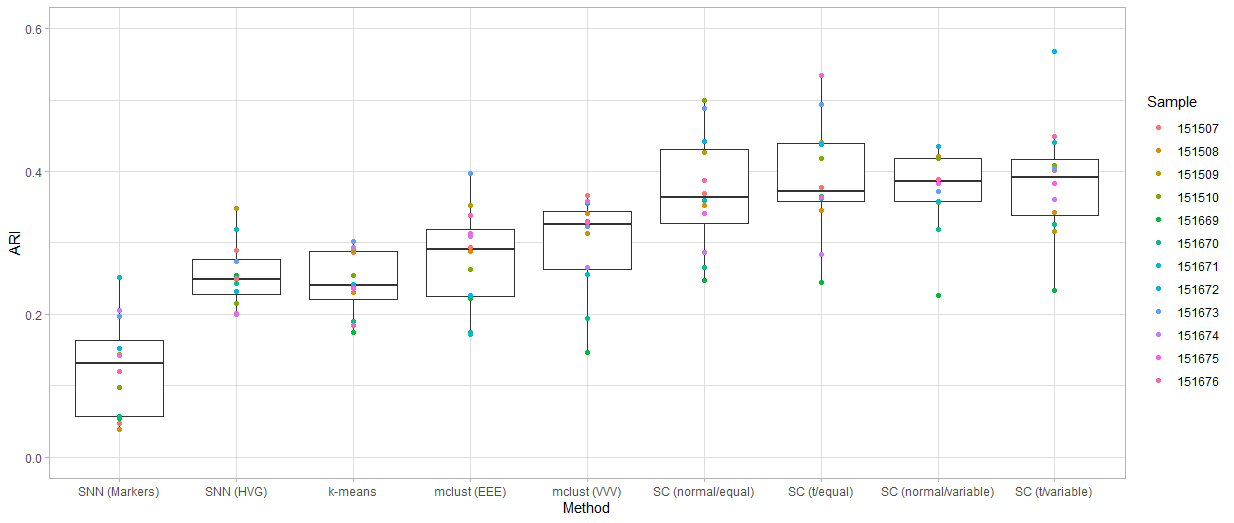 0.6
0.4
0.2
0.0
ARI
SNN (Markers)
SNN (HVG)
k-means
mclust (EEE)
mclust (VVV)
SC (normal/equal)
SC (t/equal)
SC (normal/variable)
SC (t/variable)
Method
Sample
151507
151508
151509
151510
151669
151670
151671
151672
151673
151674
151675
151676